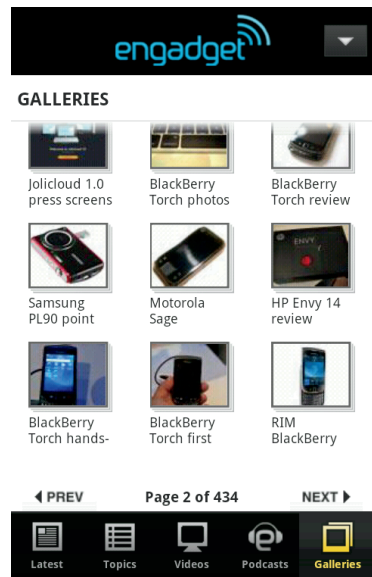 engadget
GALLERIES
Jolicloud 1.0
press screens
BlackBerry
Torch photos
BlackBerry
Torch review
ENVY
Samsung
PL90 point
Motorola
Sage
HP Envy 14
review
BlackBerry
Torch hands-
BlackBerry
Torch first
RIM
BlackBerry
PREV
Page 2 of 434
NEXT
Latest
Topics
Videos
Podcasts
Galleries